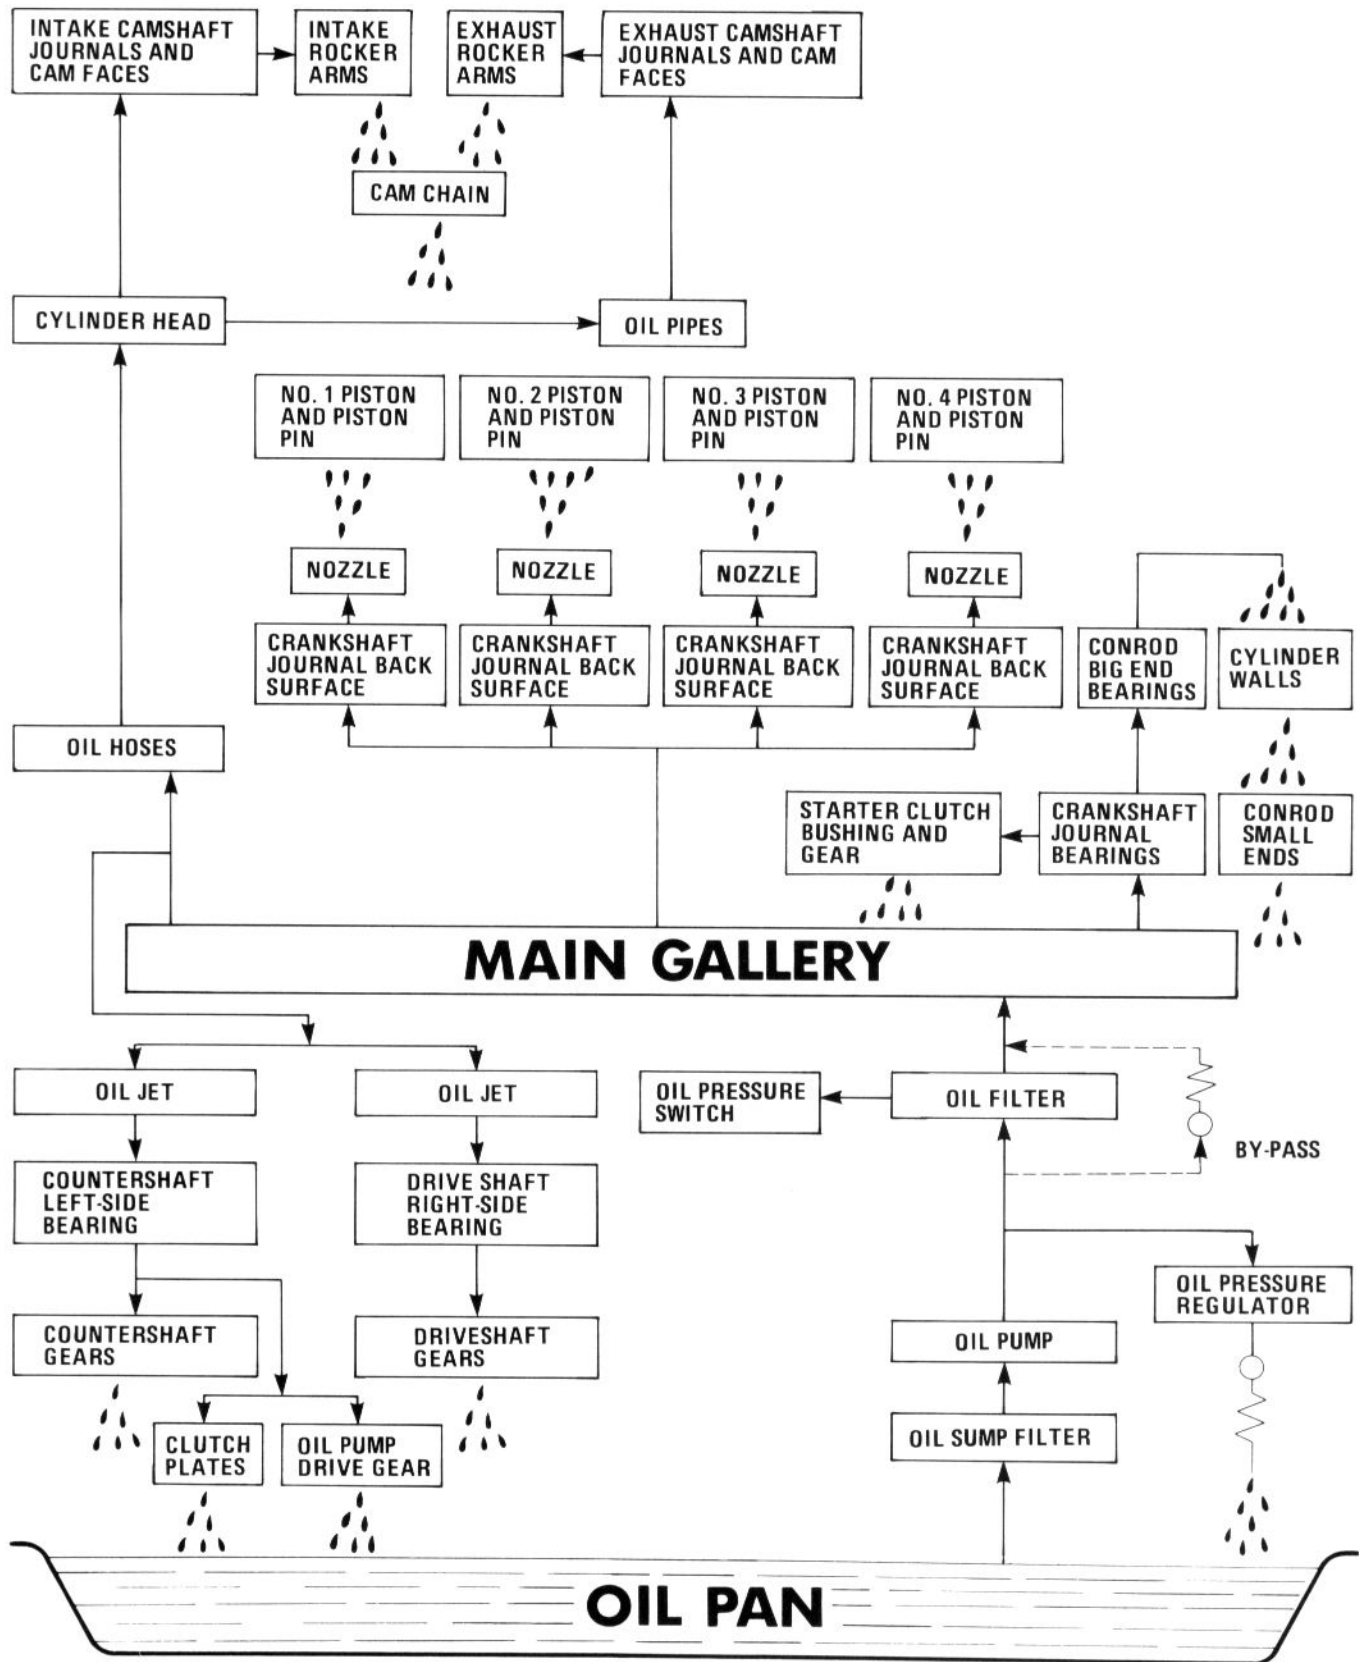 INTAKE CAMSHAFT
JOURNALS AND
CAM FACES
INTAKE
ROCKER
ARMS
EXHAUST
ROCKER
ARMS
EXHAUST CAMSHAFT
JOURNALS AND CAM
FACES
CAM CHAIN
CYLINDER HEAD
OIL PIPES
NO. 1 PISTON
AND PISTON
PIN
NO. 2 PISTON
AND PISTON
PIN
NO. 3 PISTON
AND PISTON
PIN
NO. 4 PISTON
AND PISTON
PIN
NOZZLE
NOZZLE
NOZZLE
NOZZLE
CRANKSHAFT
JOURNAL BACK
SURFACE
CRANKSHAFT
JOURNAL BACK
SURFACE
CRANKSHAFT
JOURNAL BACK
SURFACE
CRANKSHAFT
JOURNAL BACK
SURFACE
CONROD
BIG END
BEARINGS
CYLINDER
WALLS
OIL HOSES
STARTER CLUTCH
BUSHING AND
GEAR
CRANKSHAFT
JOURNAL
BEARINGS
CONROD
SMALL
ENDS
MAIN GALLERY
OIL JET
OIL JET
OIL PRESSURE
SWITCH
OIL FILTER
BY-PASS
COUNTERSHAFT
LEFT-SIDE
BEARING
DRIVE SHAFT
RIGHT-SIDE
BEARING
OIL PRESSURE
REGULATOR
COUNTERSHAFT
GEARS
DRIVESHAFT
GEARS
OIL PUMP
CLUTCH
PLATES
OIL PUMP
DRIVE GEAR
OIL SUMP FILTER
OIL PAN